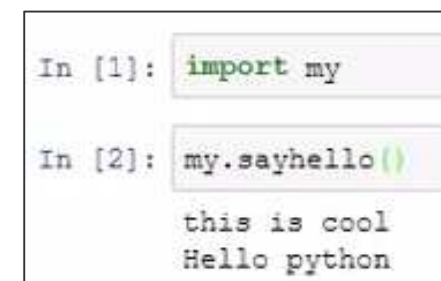 In [1]: import my
In [2]: my.sayhello()
this is cool
Hello python